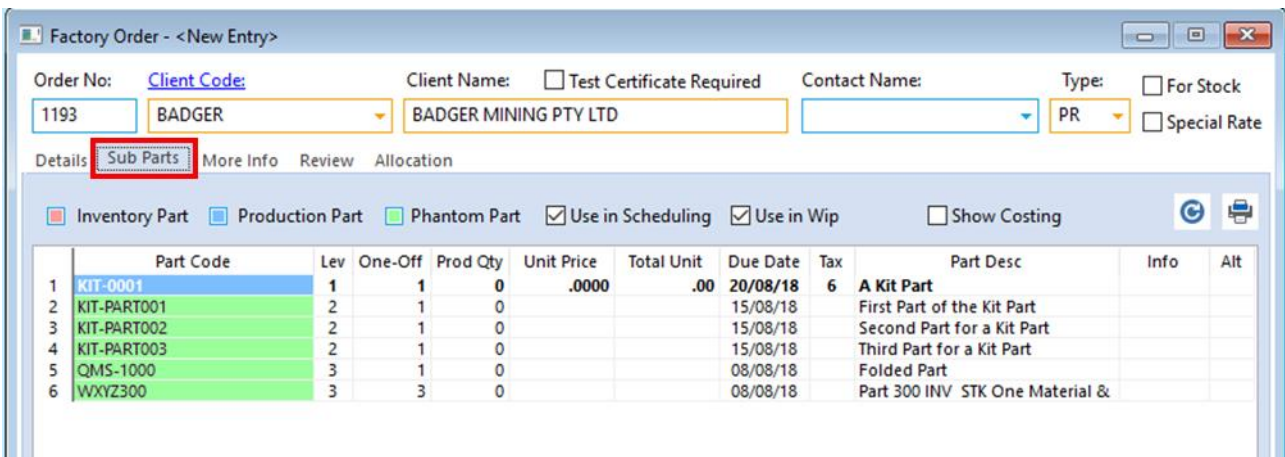 Factory Order - <New Entry>
Order No: Client Code: Client Name: Test Certificate Required Contact Name: Type: For Stock
1193 BADGER BADGER MINING PTY LTD PR Special Rate
Details Sub Parts More Info Review Allocation
Inventory Part Production Part Phantom Part Use in Scheduling Use in Wip Show Costing
Part Code Lev One-Off Prod Qty Unit Price Total Unit Due Date Tax Part Desc Info Alt
1 KIT-0001 1 1 0 .0000 .00 20/08/18 6 A Kit Part
2 KIT-PART001 2 1 0 15/08/18 First Part of the Kit Part
3 KIT-PART002 2 1 0 15/08/18 Second Part for a Kit Part
4 KIT-PART003 2 1 0 15/08/18 Third Part for a Kit Part
5 QMS-1000 3 1 0 08/08/18 Folded Part
6 WXYZ300 3 3 0 08/08/18 Part 300 INV STK One Material &